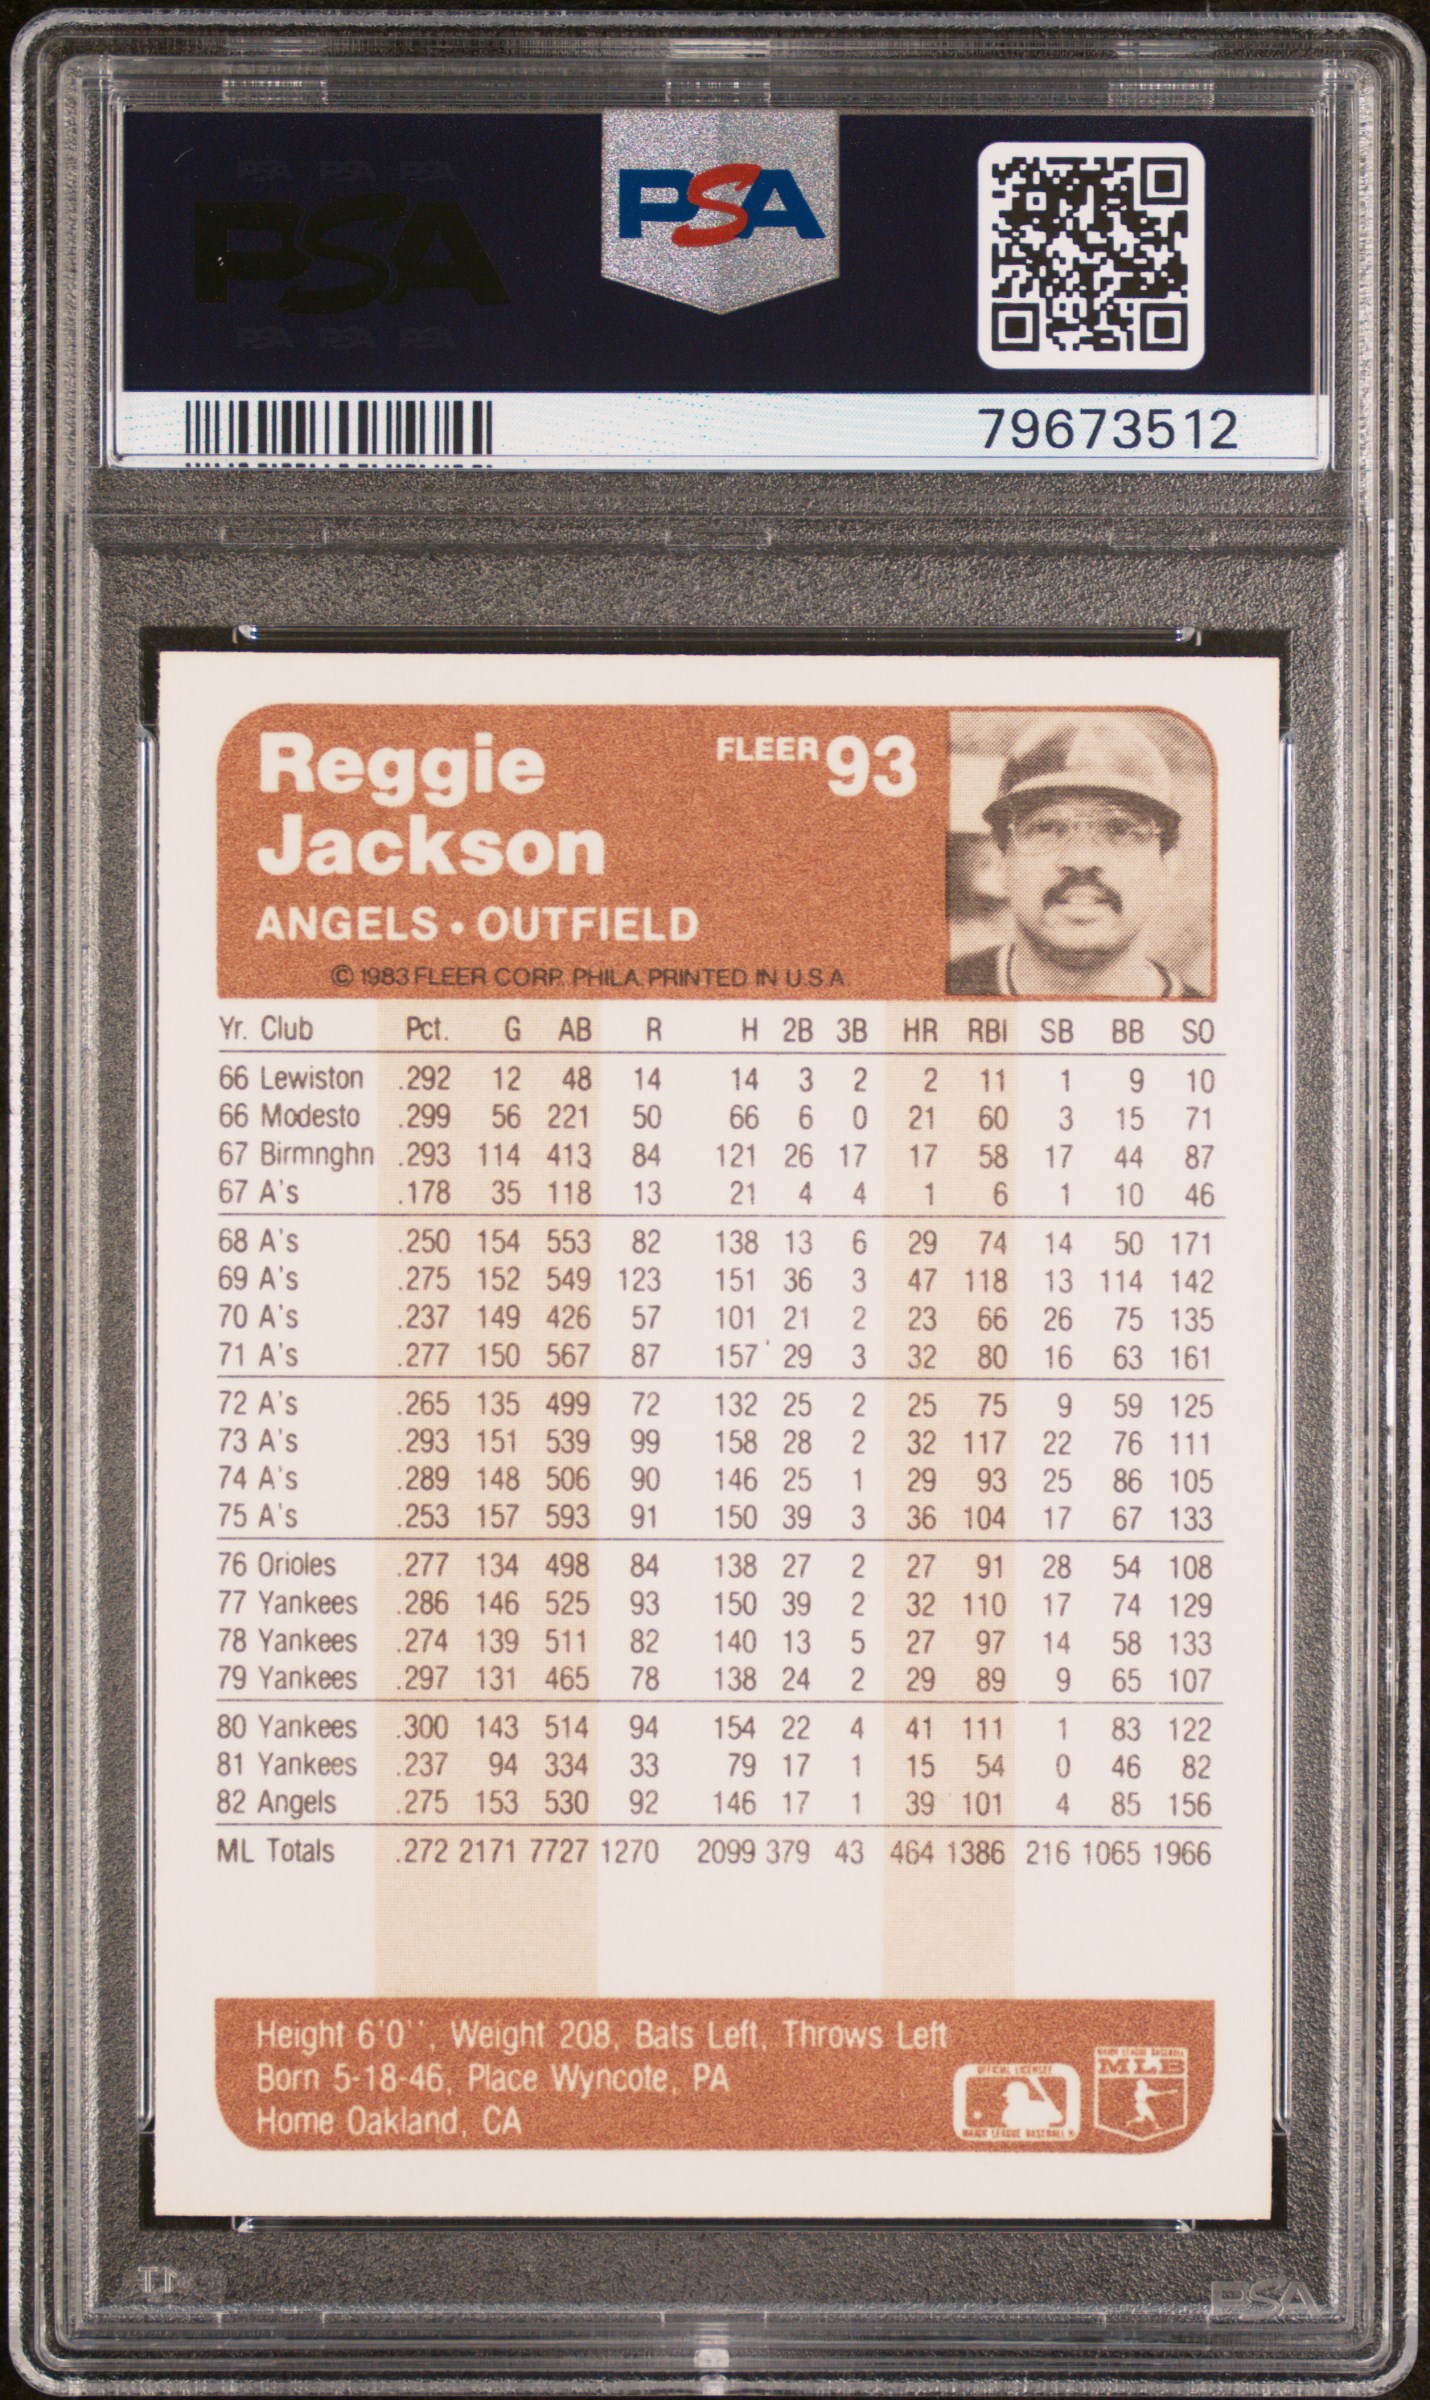 PSA PSA PSA
PSA
PSA PSA PSA
PSA
79673512
Reggie
Jackson
FLEER 93
ANGELS • OUTFIELD
© 1983 FLEER CORP. PHILA. PRINTED IN U.S.A.
Yr. Club Pct. G AB R H 2B 3B HR RBI SB BB SO
66 Lewiston .292 12 48 14 14 3 2 2 11 1 9 10
66 Modesto .299 56 221 50 66 6 0 21 60 3 15 71
67 Birmnghn .293 114 413 84 121 26 17 17 58 17 44 87
67 A's .178 35 118 13 21 4 4 1 6 1 10 46
68 A's .250 154 553 82 138 13 6 29 74 14 50 171
69 A's .275 152 549 123 151 36 3 47 118 13 114 142
70 A's .237 149 426 57 101 21 2 23 66 26 75 135
71 A's .277 150 567 87 157 29 3 32 80 16 63 161
72 A's .265 135 499 72 132 25 2 25 75 9 59 125
73 A's .293 151 539 99 158 28 2 32 117 22 76 111
74 A's .289 148 506 90 146 25 1 29 93 25 86 105
75 A's .253 157 593 91 150 39 3 36 104 17 67 133
76 Orioles .277 134 498 84 138 27 2 27 91 28 54 108
77 Yankees .286 146 525 93 150 39 2 32 110 17 74 129
78 Yankees .274 139 511 82 140 13 5 27 97 14 58 133
79 Yankees .297 131 465 78 138 24 2 29 89 9 65 107
80 Yankees .300 143 514 94 154 22 4 41 111 1 83 122
81 Yankees .237 94 334 33 79 17 1 15 54 0 46 82
82 Angels .275 153 530 92 146 17 1 39 101 4 85 156
ML Totals .272 2171 7727 1270 2099 379 43 464 1386 216 1065 1966
Height 6'0'', Weight 208, Bats Left, Throws Left
Born 5-18-46, Place Wyncote, PA
Home Oakland, CA
OFFICIAL LICENSEE
MAJOR LEAGUE BASEBALL
MAJOR LEAGUE BASEBALL
MLB
PSA